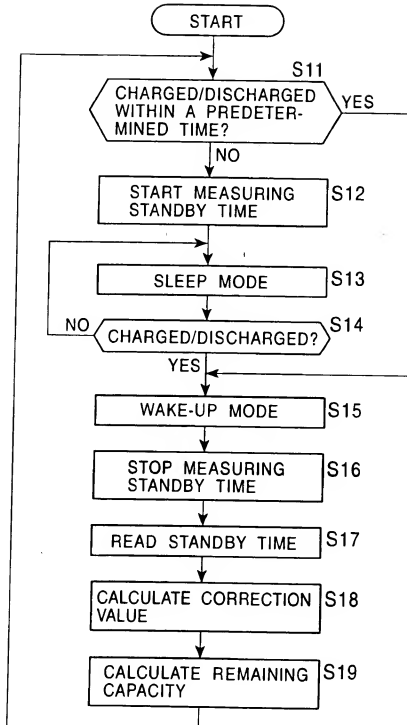 START
S11
CHARGED/DISCHARGED
WITHIN A PREDETER-
MINED TIME?
YES
NO
START MEASURING
STANDBY TIME
S12
SLEEP MODE
S13
S14
NO
CHARGED/DISCHARGED?
YES
WAKE-UP MODE
S15
STOP MEASURING
STANDBY TIME
S16
READ STANDBY TIME
S17
CALCULATE CORRECTION
VALUE
S18
CALCULATE REMAINING
CAPACITY
S19